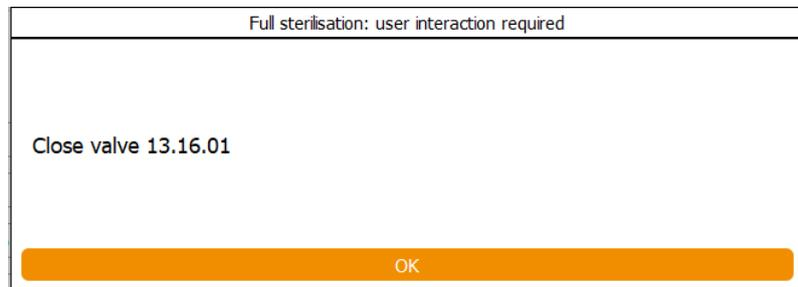 Full sterilisation: user interaction required
Close valve 13.16.01
OK